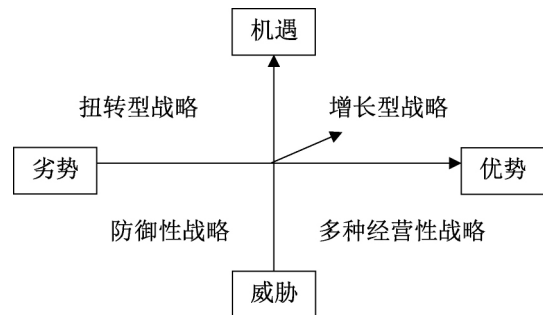 机遇
扭转型战略
增长型战略
劣势
优势
防御性战略
多种经营性战略
威胁